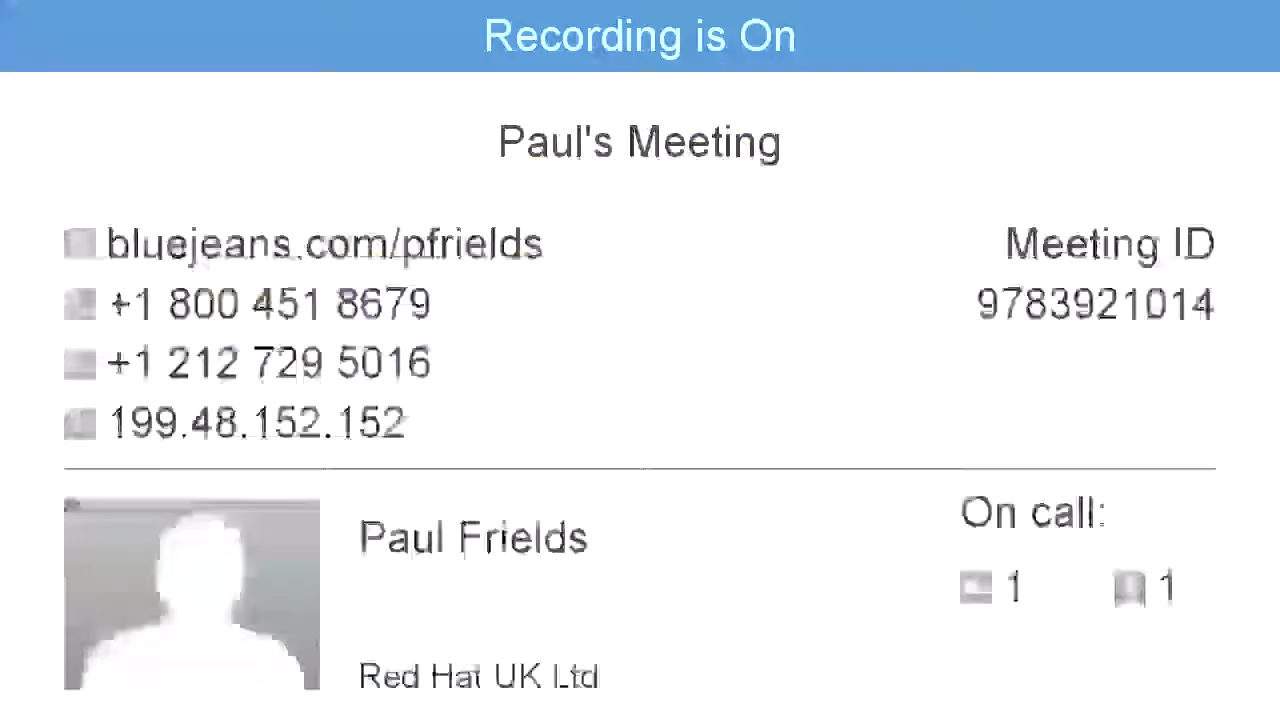 Recording is On
Paul's Meeting
bluejeans.com/pfrields
+1 800 451 8679
+1 212 729 5016
199.48.152.152
Meeting ID
9783921014
Paul Frields
Red Hat UK Ltd
On call:
1 1